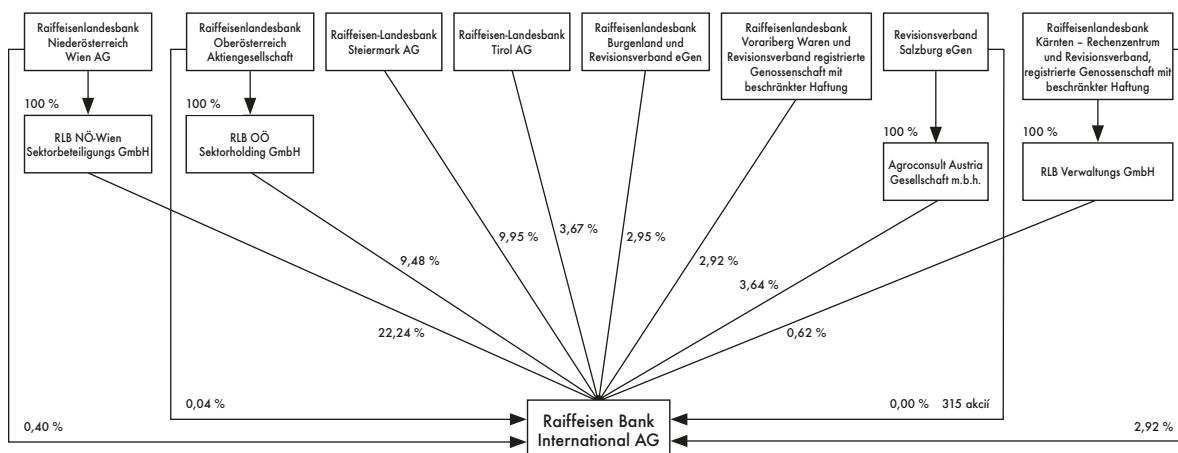 Raiffeisenlandesbank
Niederösterreich
Wien AG
Raiffeisenlandesbank
Oberösterreich
Aktiengesellschaft
Raiffeisen-Landesbank
Steiermark AG
Raiffeisen-Landesbank
Tirol AG
Raiffeisenlandesbank
Burgenland und
Revisionsverband eGen
Raiffeisenlandesbank
Vorariberg Waren und
Revisionsverband registrierte
Genossenschaft mit
beschränkter Haftung
Revisionsverband
Salzburg eGen
Raiffeisenlandesbank
Kärnten – Rechenzentrum
und Revisionsverband,
registrierte Genossenschaft mit
beschränkter Haftung
100 %
100 %
100 %
100 %
RLB NÖ-Wien
Sektorbeteiligungs GmbH
RLB OÖ
Sektorholding GmbH
Agroconsult Austria
Gesellschaft m.b.h.
RLB Verwaltungs GmbH
22,24 %
9,48 %
9,95 %
3,67 %
2,95 %
2,92 %
3,64 %
0,62 %
0,04 %
0,00 % 315 akcií
0,40 %
2,92 %
Raiffeisen Bank
International AG